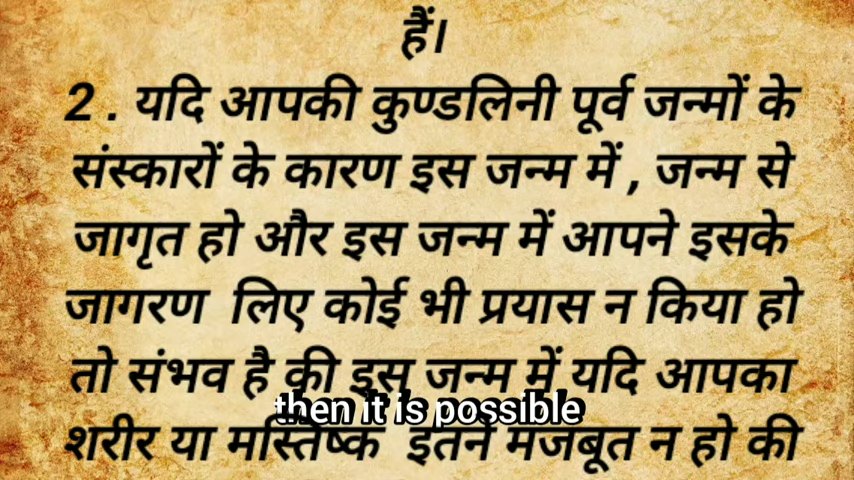 हैं।
2 . यदि आपकी कुण्डलिनी पूर्व जन्मों के
संस्कारों के कारण इस जन्म में , जन्म से
जागृत हो और इस जन्म में आपने इसके
जागरण  लिए कोई भी प्रयास न किया हो
तो संभव है की इस जन्म में यदि आपका
then it is possible
शरीर या मस्तिष्क  इतने मजबूत न हो की